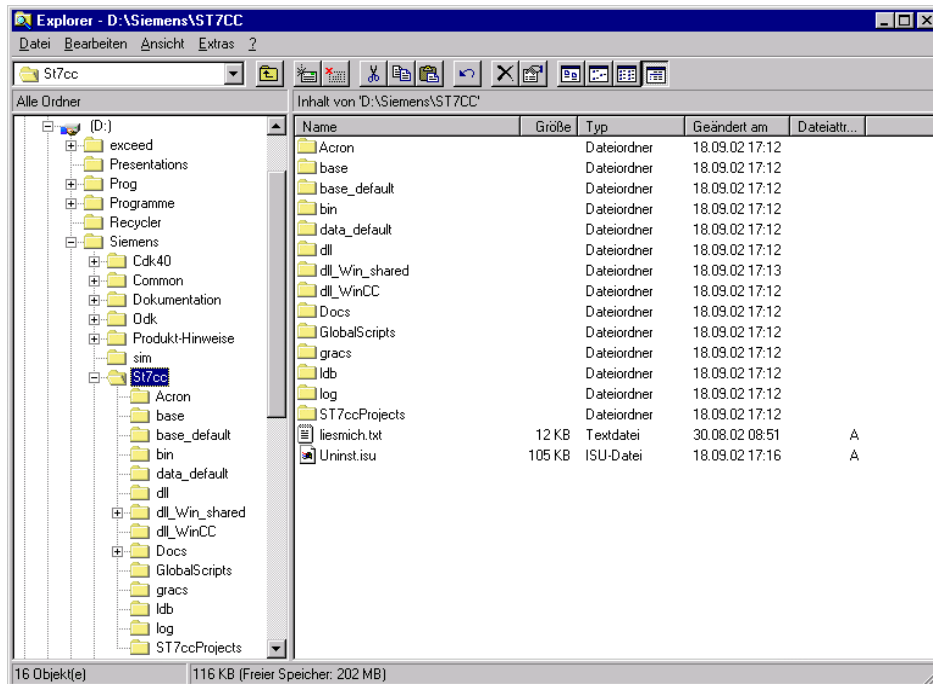 Explorer - D:\Siemens\ST7CC
Datei Bearbeiten Ansicht Extras ?
St7cc
Alle Ordner
Inhalt von 'D:\Siemens\ST7CC'
(D:)
exceed
Presentations
Prog
Programme
Recycler
Siemens
Cdk40
Common
Dokumentation
Odk
Produkt-Hinweise
sim
St7cc
Acron
base
base_default
bin
data_default
dll
dll_Win_shared
dll_WinCC
Docs
GlobalScripts
gracs
ldb
log
ST7ccProjects
Name Größe Typ Geändert am Dateiattr...
Acron Dateiordner 18.09.02 17:12
base Dateiordner 18.09.02 17:12
base_default Dateiordner 18.09.02 17:12
bin Dateiordner 18.09.02 17:12
data_default Dateiordner 18.09.02 17:12
dll Dateiordner 18.09.02 17:12
dll_Win_shared Dateiordner 18.09.02 17:13
dll_WinCC Dateiordner 18.09.02 17:12
Docs Dateiordner 18.09.02 17:12
GlobalScripts Dateiordner 18.09.02 17:12
gracs Dateiordner 18.09.02 17:12
ldb Dateiordner 18.09.02 17:12
log Dateiordner 18.09.02 17:12
ST7ccProjects Dateiordner 18.09.02 17:12
liesmich.txt 12 KB Textdatei 30.08.02 08:51 A
Uninst.isu 105 KB ISU-Datei 18.09.02 17:16 A
16 Objekt(e) 116 KB (Freier Speicher: 202 MB)